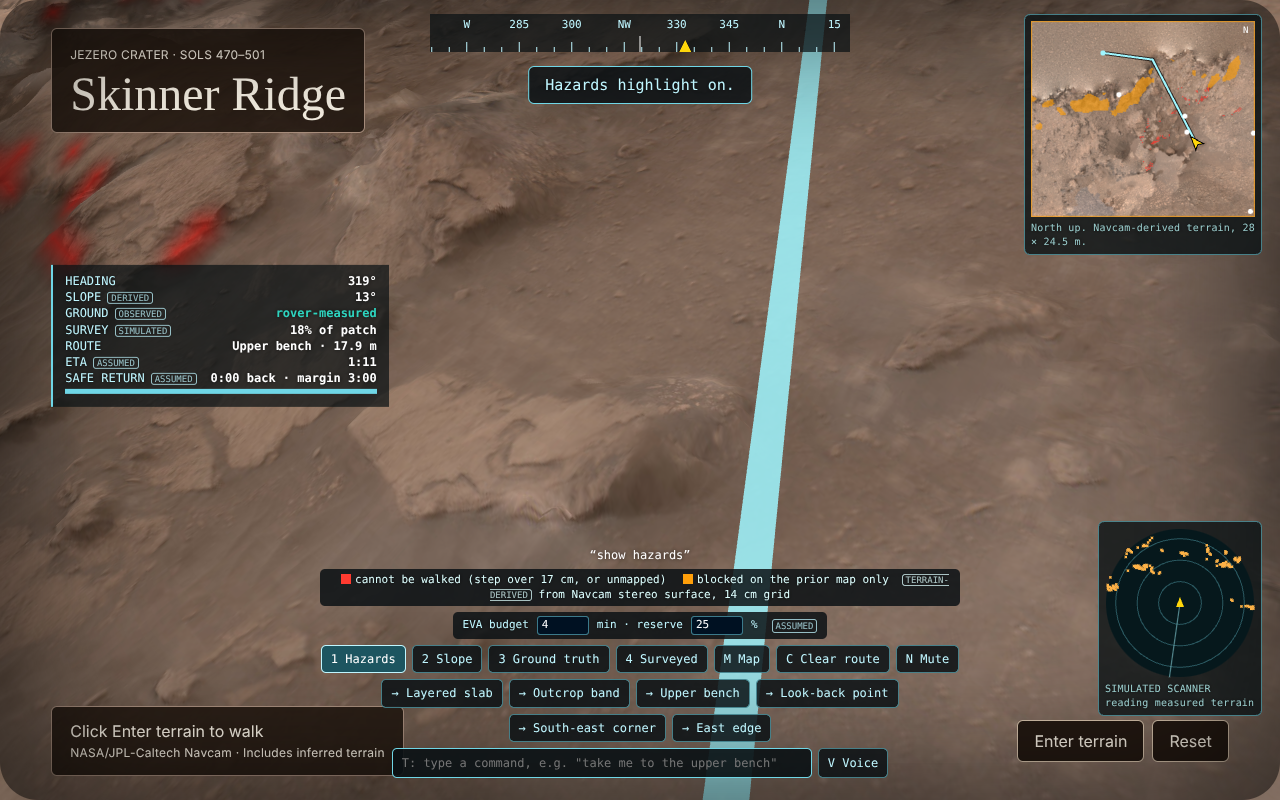 W 285 300 NW 330 345 N 15
JEZERO CRATER · SOLS 470–501
Skinner Ridge
Hazards highlight on.
N
North up. Navcam-derived terrain, 28
× 24.5 m.
HEADING 319°
SLOPE DERIVED 13°
GROUND OBSERVED rover-measured
SURVEY SIMULATED 18% of patch
ROUTE Upper bench · 17.9 m
ETA ASSUMED 1:11
SAFE RETURN ASSUMED 0:00 back · margin 3:00
“show hazards”
cannot be walked (step over 17 cm, or unmapped) blocked on the prior map only TERRAIN-
DERIVED from Navcam stereo surface, 14 cm grid
EVA budget 4 min · reserve 25 % ASSUMED
1 Hazards 2 Slope 3 Ground truth 4 Surveyed M Map C Clear route N Mute
→ Layered slab → Outcrop band → Upper bench → Look-back point
→ South-east corner → East edge
T: type a command, e.g. "take me to the upper bench" V Voice
Click Enter terrain to walk
NASA/JPL-Caltech Navcam · Includes inferred terrain
SIMULATED SCANNER
reading measured terrain
Enter terrain Reset